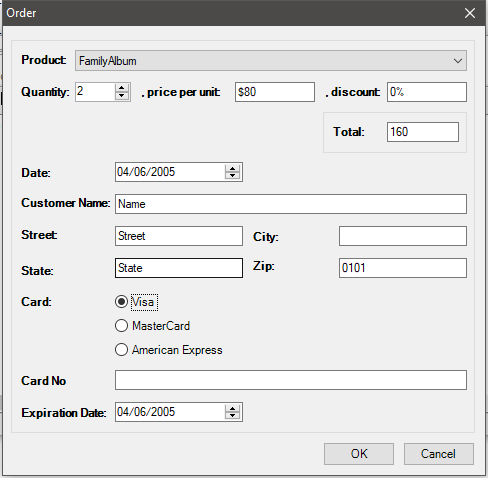 Order
Product: FamilyAlbum
Quantity: 2 , price per unit: $80 , discount: 0%
Total: 160
Date: 04/06/2005
Customer Name: Name
Street: Street City:
State: State Zip: 0101
Card: Visa
MasterCard
American Express
Card No
Expiration Date: 04/06/2005
OK Cancel